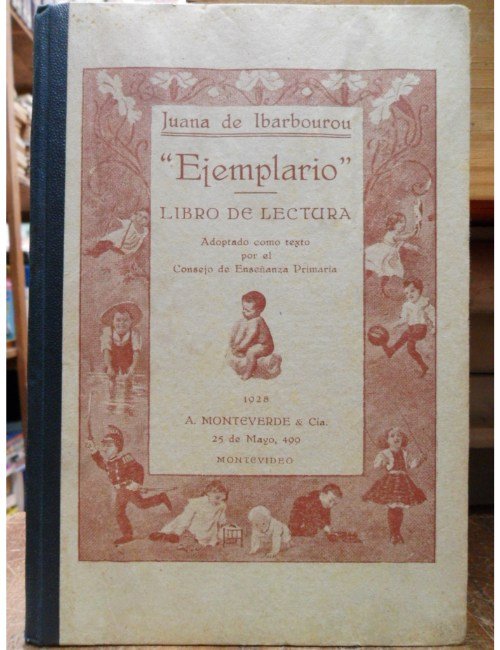 Juana de Ibarbourou
"Ejemplario"
LIBRO DE LECTURA
Adoptado como texto
por el
Consejo de Enseñanza Primaria
1928
A. MONTEVERDE & Cía.
25 de Mayo, 490
MONTEVIDEO